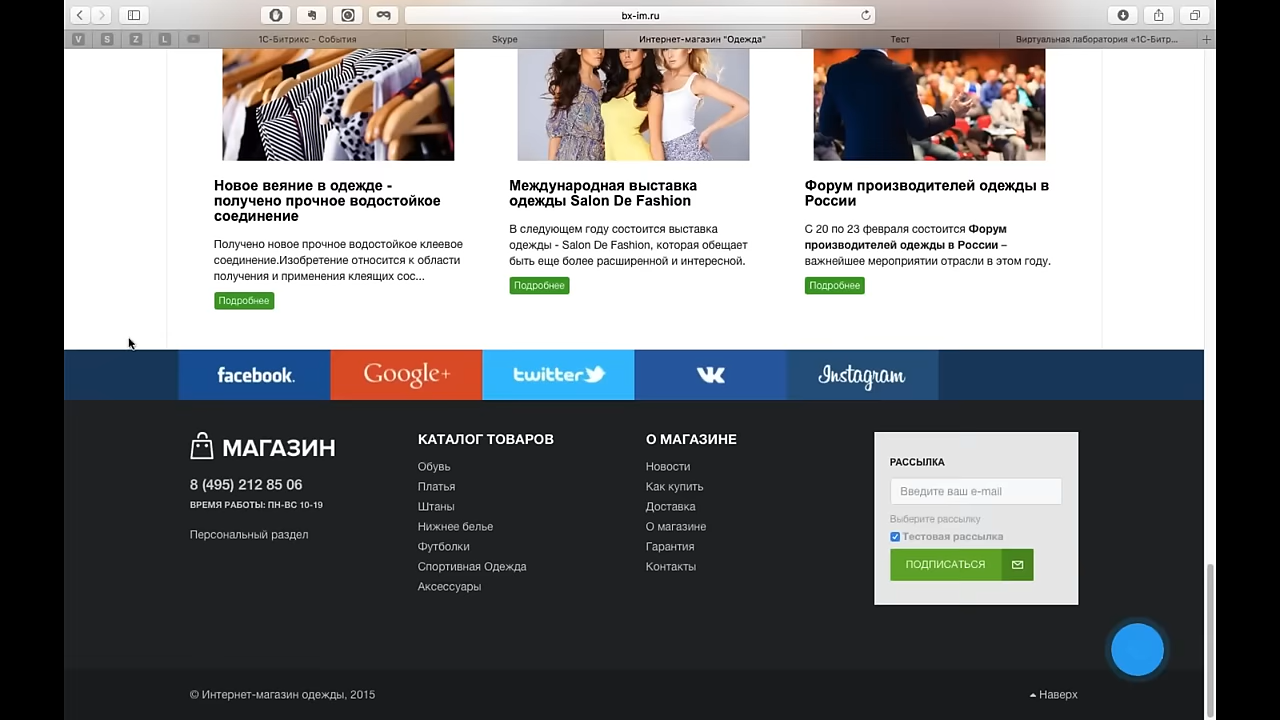 bx-im.ru
V S Z L 1С-Битрикс - События Skype Интернет-магазин "Одежда" Тест Виртуальная лаборатория «1С-Битр...
Новое веяние в одежде -
получено прочное водостойкое
соединение
Получено новое прочное водостойкое клеевое
соединение.Изобретение относится к области
получения и применения клеящих сос...
Подробнее
Международная выставка
одежды Salon De Fashion
В следующем году состоится выставка
одежды - Salon De Fashion, которая обещает
быть еще более расширенной и интересной.
Подробнее
Форум производителей одежды в
России
С 20 по 23 февраля состоится Форум
производителей одежды в России –
важнейшее мероприятии отрасли в этом году.
Подробнее
facebook. Google+ twitter VK Instagram
МАГАЗИН
8 (495) 212 85 06
ВРЕМЯ РАБОТЫ: ПН-ВС 10-19
Персональный раздел
КАТАЛОГ ТОВАРОВ
Обувь
Платья
Штаны
Нижнее белье
Футболки
Спортивная Одежда
Аксессуары
О МАГАЗИНЕ
Новости
Как купить
Доставка
О магазине
Гарантия
Контакты
РАССЫЛКА
Введите ваш e-mail
Выберите рассылку
Тестовая рассылка
ПОДПИСАТЬСЯ
© Интернет-магазин одежды, 2015
Наверх